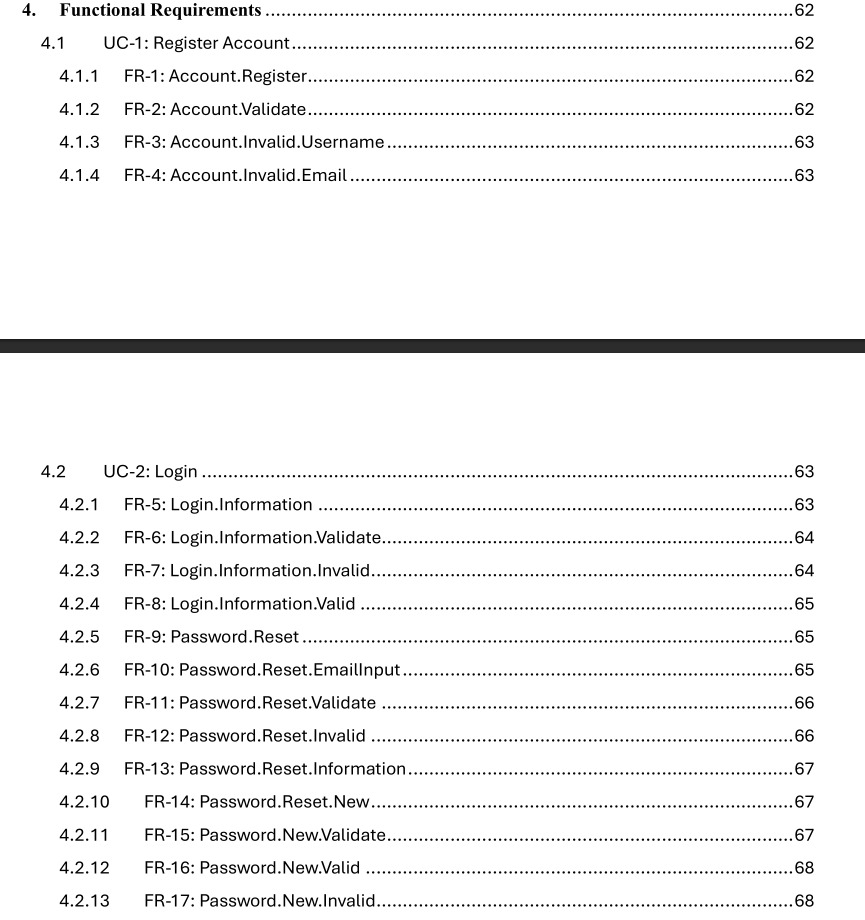 4. Functional Requirements ........ 62
4.1 UC-1: Register Account ........ 62
4.1.1 FR-1: Account.Register ........ 62
4.1.2 FR-2: Account.Validate ........ 62
4.1.3 FR-3: Account.Invalid.Username ........ 63
4.1.4 FR-4: Account.Invalid.Email ........ 63
4.2 UC-2: Login ........ 63
4.2.1 FR-5: Login.Information ........ 63
4.2.2 FR-6: Login.Information.Validate ........ 64
4.2.3 FR-7: Login.Information.Invalid ........ 64
4.2.4 FR-8: Login.Information.Valid ........ 65
4.2.5 FR-9: Password.Reset ........ 65
4.2.6 FR-10: Password.Reset.EmailInput ........ 65
4.2.7 FR-11: Password.Reset.Validate ........ 66
4.2.8 FR-12: Password.Reset.Invalid ........ 66
4.2.9 FR-13: Password.Reset.Information ........ 67
4.2.10 FR-14: Password.Reset.New ........ 67
4.2.11 FR-15: Password.New.Validate ........ 67
4.2.12 FR-16: Password.New.Valid ........ 68
4.2.13 FR-17: Password.New.Invalid ........ 68